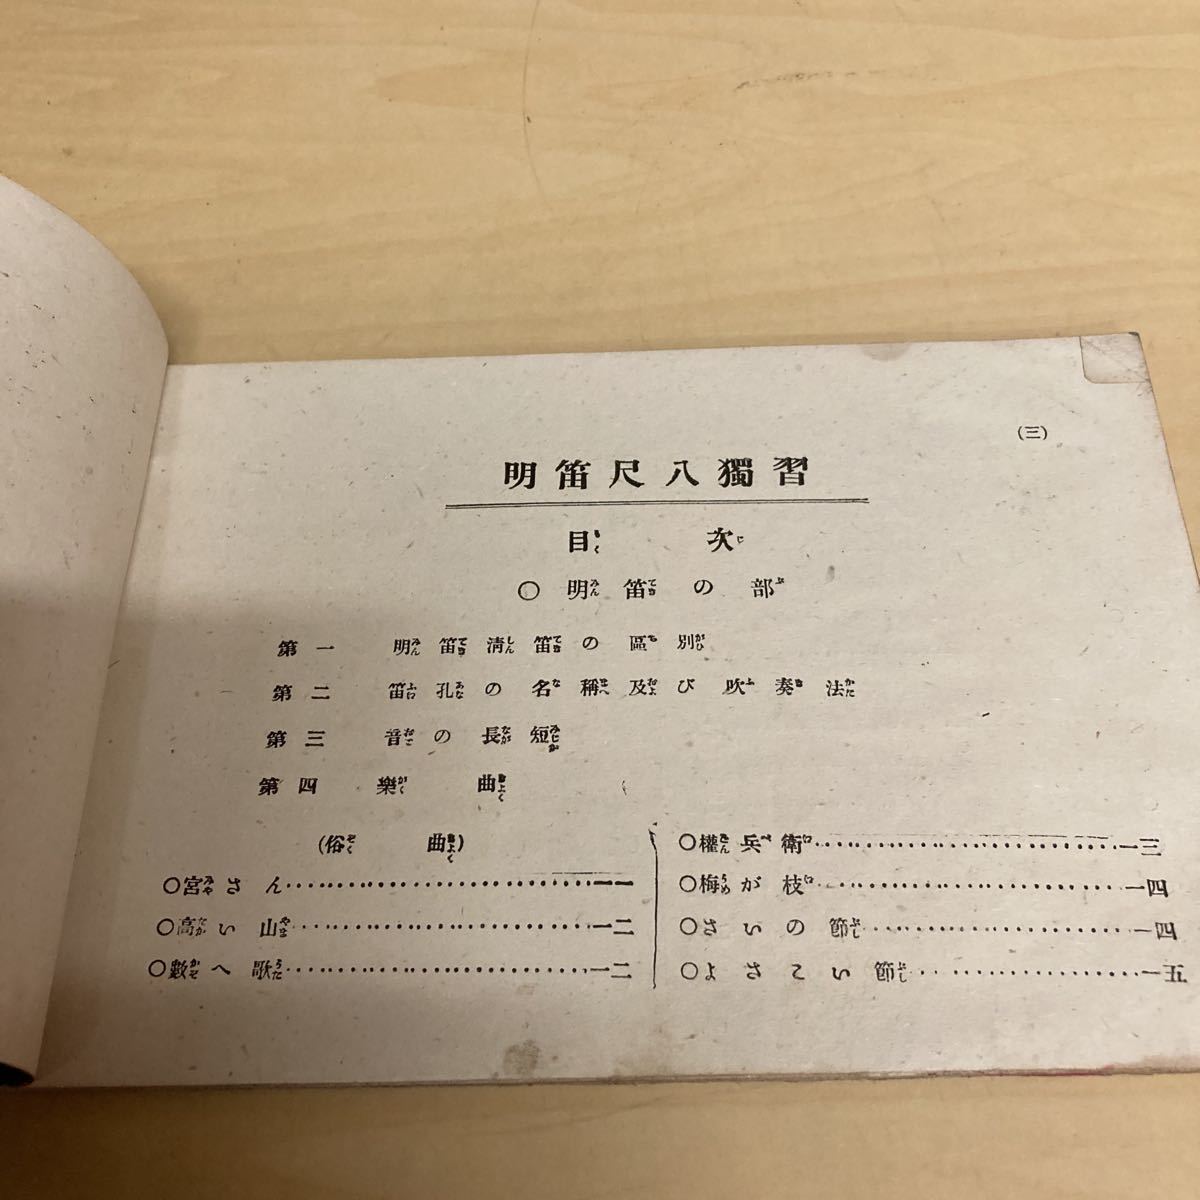 (三)
明笛尺八獨習
目次
○明笛の部
第一 明笛淸笛の區別
第二 笛孔の名稱及び吹奏法
第三 音の長短
第四 樂曲
(俗曲)
○宮さん……一一
○高い山……一二
○數へ歌……一二
○權兵衛……一三
○梅が枝……一四
○さいの節……一四
○よさこい節……一五